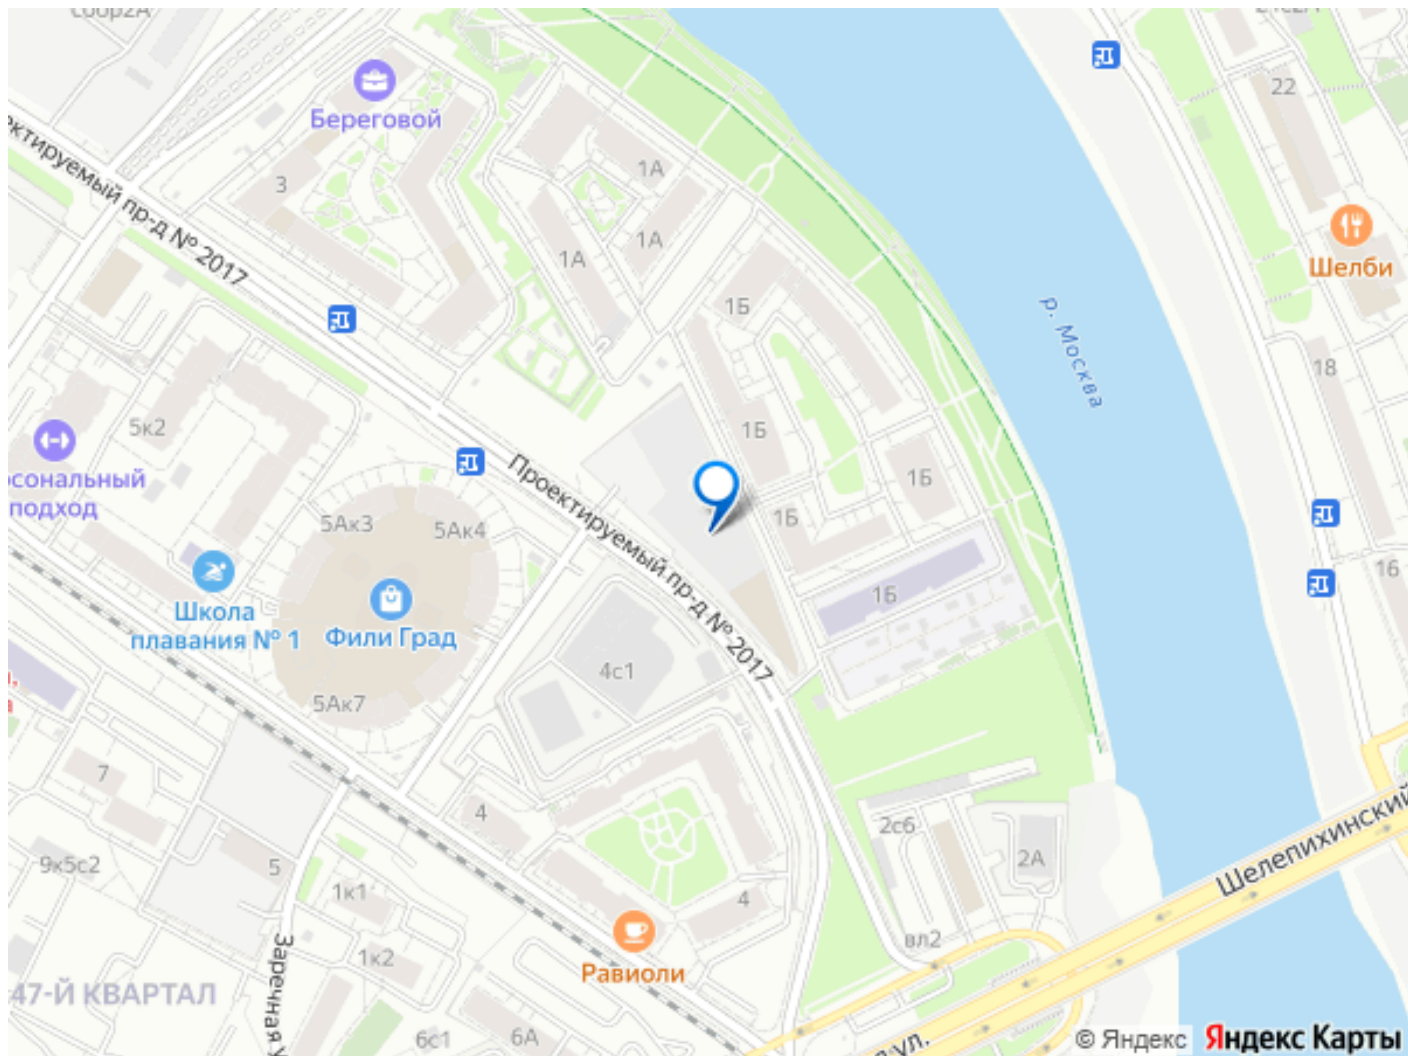 22
Береговой
1А
3
Шелби
1А
1А
Проектируемый пр-д № 2017
1Б
р. Москва
18
5к2
1Б
подход
1Б
5Ак3
5Ак4
1Б
Проектируемый пр-д № 2017
16
1Б
Школа
плавания № 1
Фили Град
4с1
5Ак7
7
4
2с6
Шелепихинский
9к5с2
5
2А
1к1
4
вл2
1к2
Заречная у
Равиоли
47-Й КВАРТАЛ
6с1
6А
ул.
© Яндекс Яндекс Карты